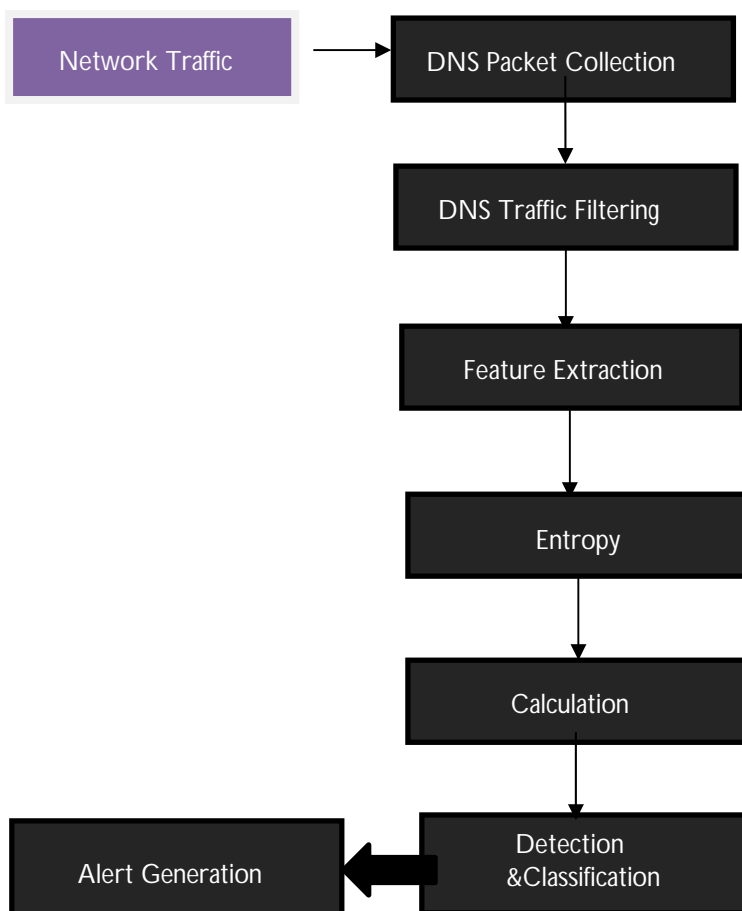 Network Traffic
DNS Packet Collection
DNS Traffic Filtering
Feature Extraction
Entropy
Calculation
Detection
&Classification
Alert Generation